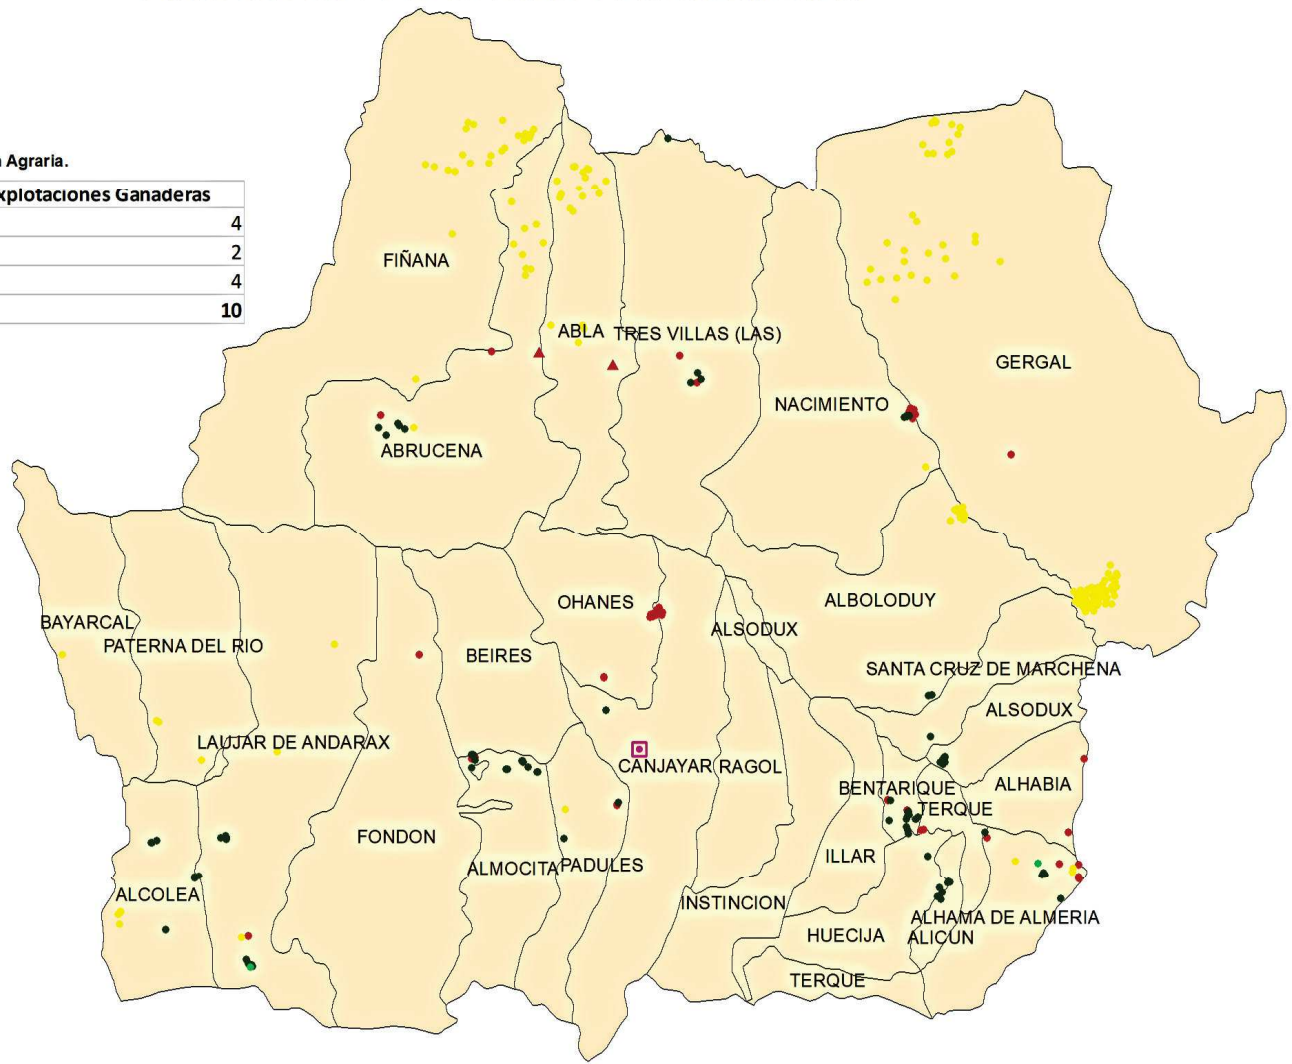 n Agraria.
xplotaciones Ganaderas
4
2
4
10
FIÑANA
ABLA
TRES VILLAS (LAS)
GERGAL
NACIMIENTO
ABRUCENA
OHANES
ALBOLODUY
BAYARCAL
ALSODUX
PATERNA DEL RIO
BEIRES
SANTA CRUZ DE MARCHENA
ALSODUX
LAUJAR DE ANDARAX
CANJAYAR
RAGOL
ALHABIA
BENTARIQUE
TERQUE
FONDON
ILLAR
ALMOCITA
PADULES
ALCOLEA
INSTINCION
ALHAMA DE ALMERIA
HUECIJA
ALICUN
TERQUE